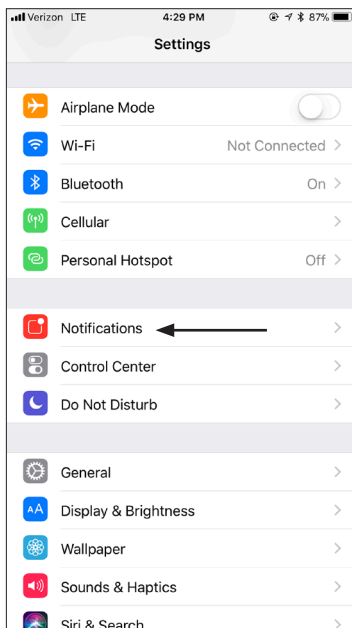 Verizon LTE 4:29 PM 87%
Settings
Airplane Mode
Wi-Fi Not Connected
Bluetooth On
Cellular
Personal Hotspot Off
Notifications
Control Center
Do Not Disturb
General
AA Display & Brightness
Wallpaper
Sounds & Haptics
Siri & Search